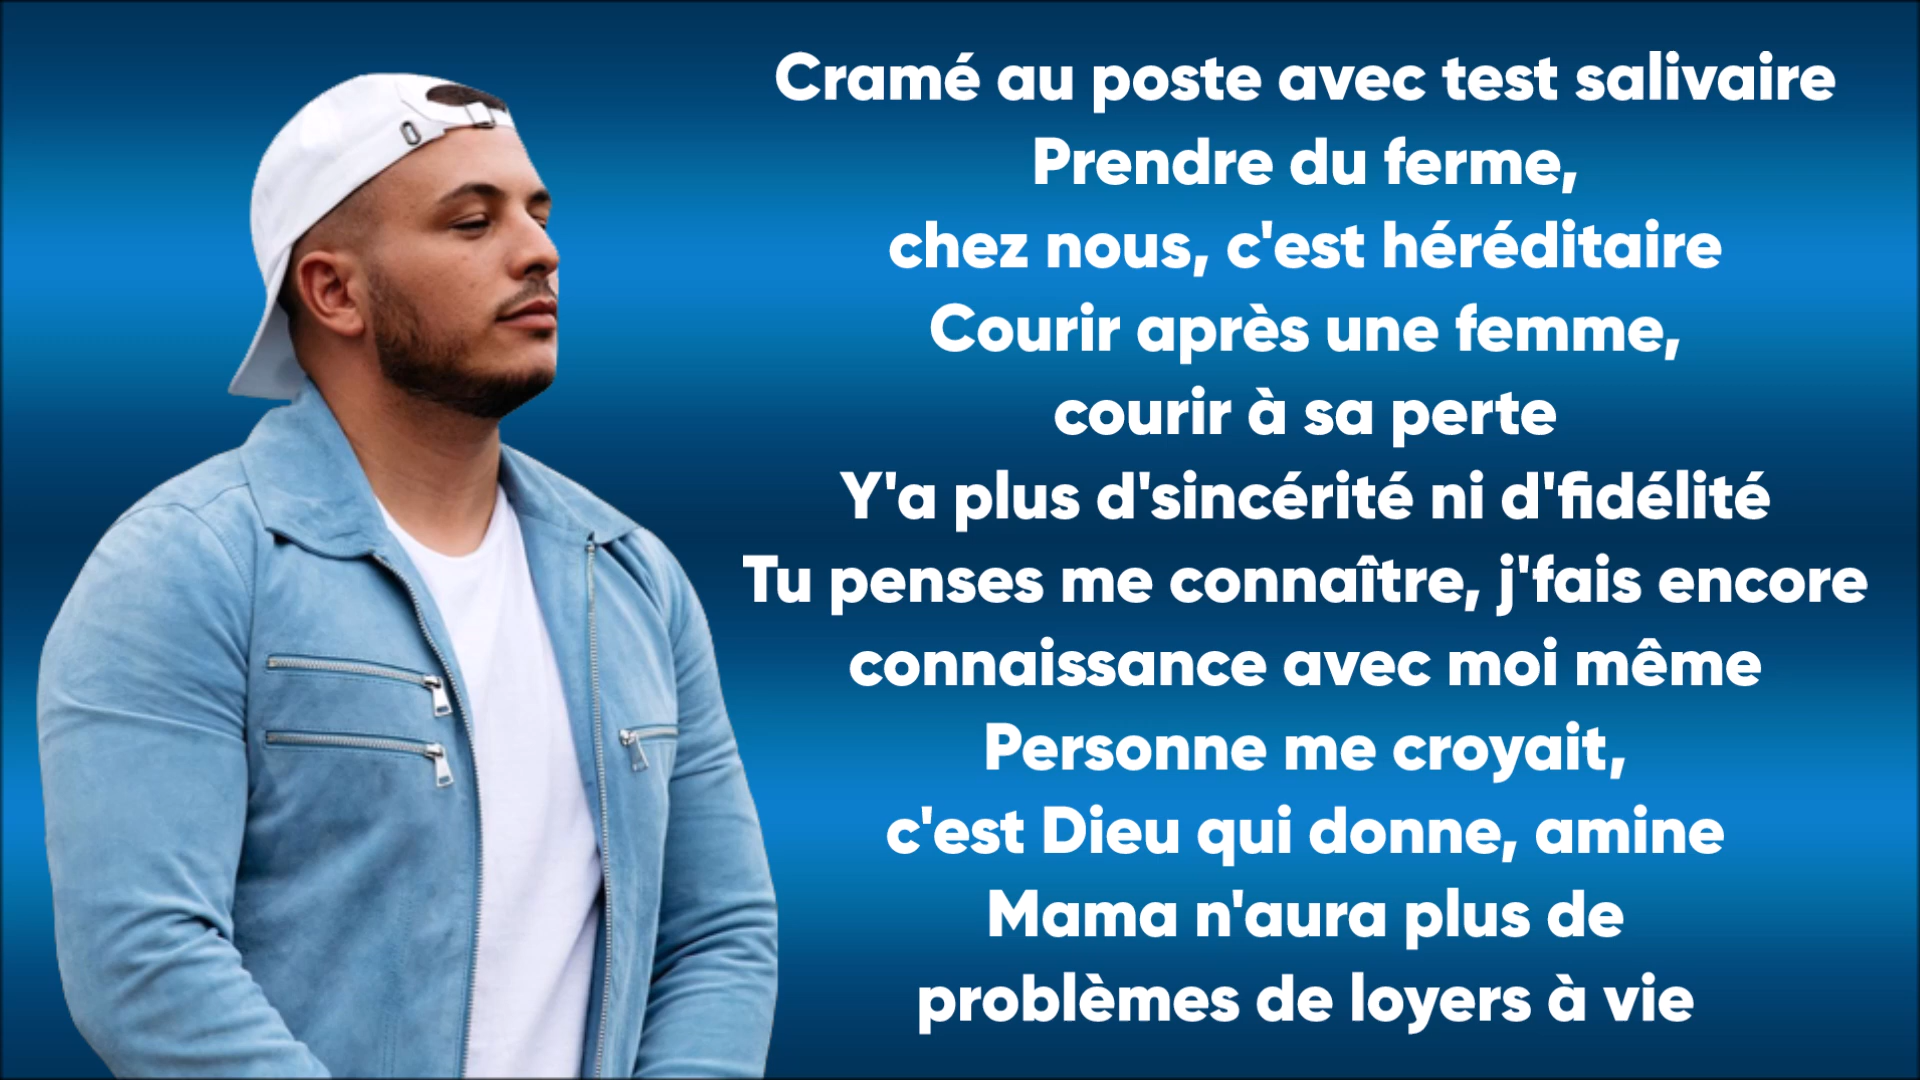 Cramé au poste avec test salivaire
Prendre du ferme,
chez nous, c'est héréditaire
Courir après une femme,
courir à sa perte
Y'a plus d'sincérité ni d'fidélité
Tu penses me connaître, j'fais encore
connaissance avec moi même
Personne me croyait,
c'est Dieu qui donne, amine
Mama n'aura plus de
problèmes de loyers à vie